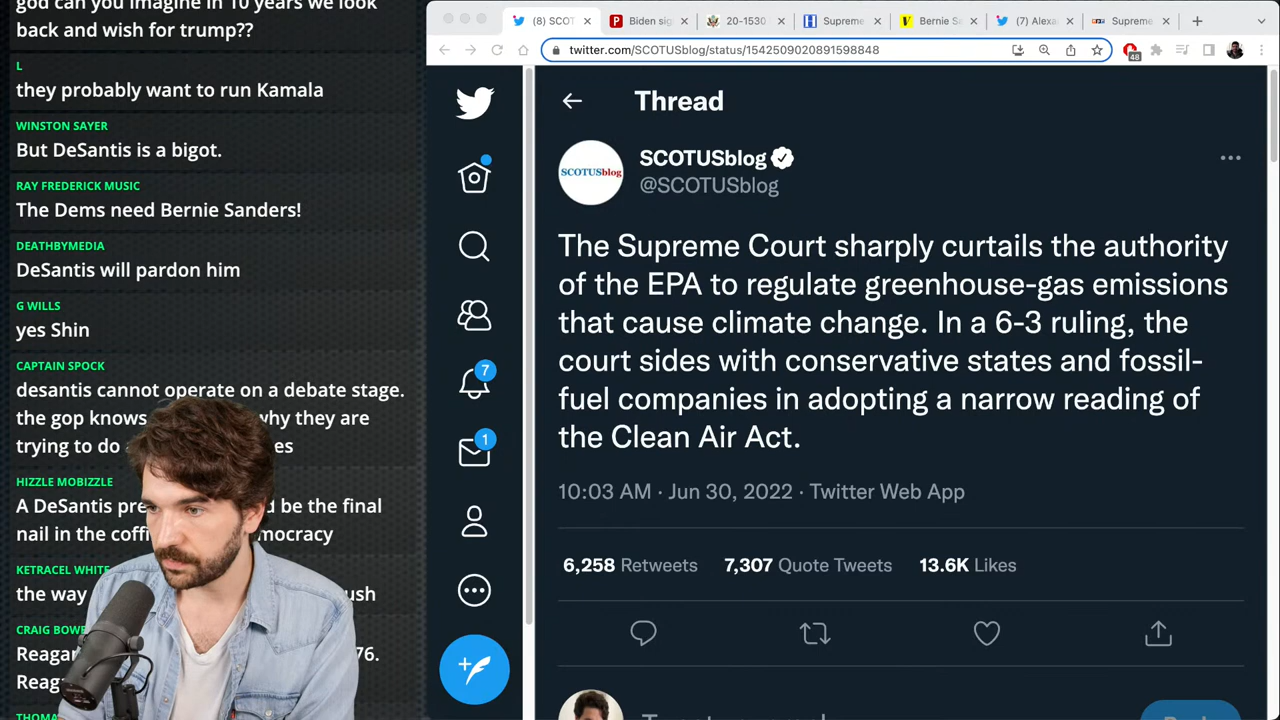 god can you imagine in 10 years we look
back and wish for trump??
L
they probably want to run Kamala
WINSTON SAYER
But DeSantis is a bigot.
RAY FREDERICK MUSIC
The Dems need Bernie Sanders!
DEATHBYMEDIA
DeSantis will pardon him
G WILLS
yes Shin
CAPTAIN SPOCK
desantis cannot operate on a debate stage.
the gop knows why they are
trying to do es
HIZZLE MOBIZZLE
A DeSantis pre d be the final
nail in the coffi mocracy
KETRACEL WHITE
the way ush
CRAIG BOWE
Reagan 76.
Reag
THOMA
(8) SCOT
Biden sig
20-1530
Supreme
Bernie Sa
(7) Alexa
Supreme
twitter.com/SCOTUSblog/status/1542509020891598848
48
Thread
SCOTUSblog
SCOTUSblog
@SCOTUSblog
The Supreme Court sharply curtails the authority
of the EPA to regulate greenhouse-gas emissions
that cause climate change. In a 6-3 ruling, the
court sides with conservative states and fossil-
fuel companies in adopting a narrow reading of
the Clean Air Act.
10:03 AM · Jun 30, 2022 · Twitter Web App
6,258 Retweets 7,307 Quote Tweets 13.6K Likes
7
1